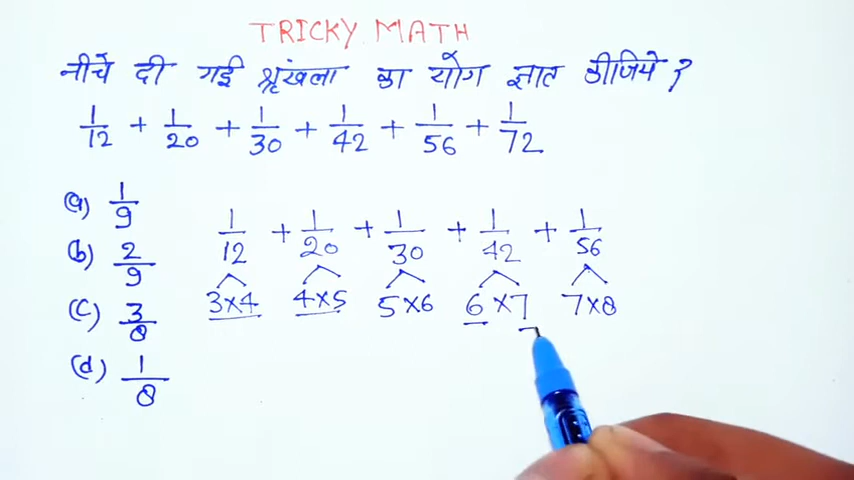 TRICKY MATH
नीचे दी गई श्रृंखला का योग ज्ञात कीजिये ?
1/12 + 1/20 + 1/30 + 1/42 + 1/56 + 1/72
(a) 1/9
(b) 2/9
(c) 3/8
(d) 1/8
1/12 + 1/20 + 1/30 + 1/42 + 1/56
3×4 4×5 5×6 6×7 7×8